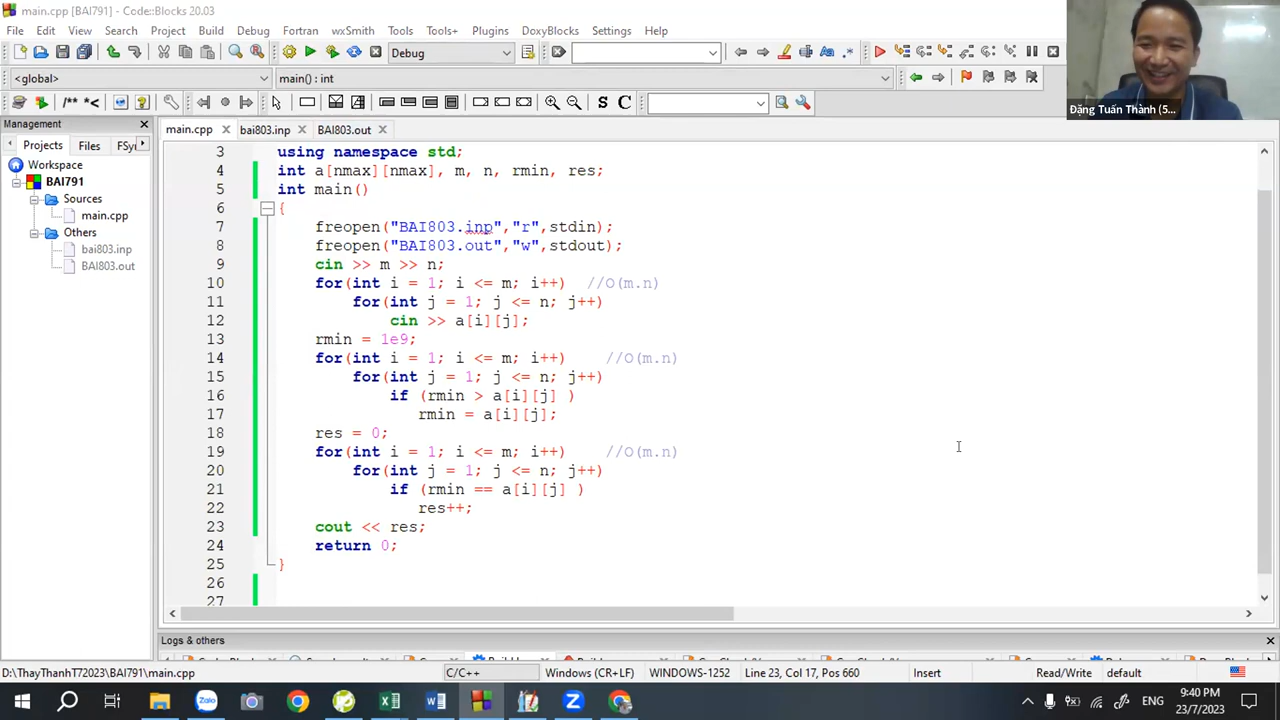 main.cpp [BAI791] - Code::Blocks 20.03
File Edit View Search Project Build Debug Fortran wxSmith Tools Tools+ Plugins DoxyBlocks Settings Help
Debug
<global> main() : int
/** *< S C
Management
Projects Files FSy
Workspace
BAI791
Sources
main.cpp
Others
bai803.inp
BAI803.out
main.cpp bai803.inp BAI803.out
3 using namespace std;
4 int a[nmax][nmax], m, n, rmin, res;
5 int main()
6 {
7 freopen("BAI803.inp","r",stdin);
8 freopen("BAI803.out","w",stdout);
9 cin >> m >> n;
10 for(int i = 1; i <= m; i++) //O(m.n)
11 for(int j = 1; j <= n; j++)
12 cin >> a[i][j];
13 rmin = 1e9;
14 for(int i = 1; i <= m; i++) //O(m.n)
15 for(int j = 1; j <= n; j++)
16 if (rmin > a[i][j] )
17 rmin = a[i][j];
18 res = 0;
19 for(int i = 1; i <= m; i++) //O(m.n)
20 for(int j = 1; j <= n; j++)
21 if (rmin == a[i][j] )
22 res++;
23 cout << res;
24 return 0;
25 }
26
27
Đặng Tuấn Thành (5...
Logs & others
D:\ThayThanhT72023\BAI791\main.cpp C/C++ Windows (CR+LF) WINDOWS-1252 Line 23, Col 17, Pos 660 Insert Read/Write default
Zalo
ENG
9:40 PM
23/7/2023